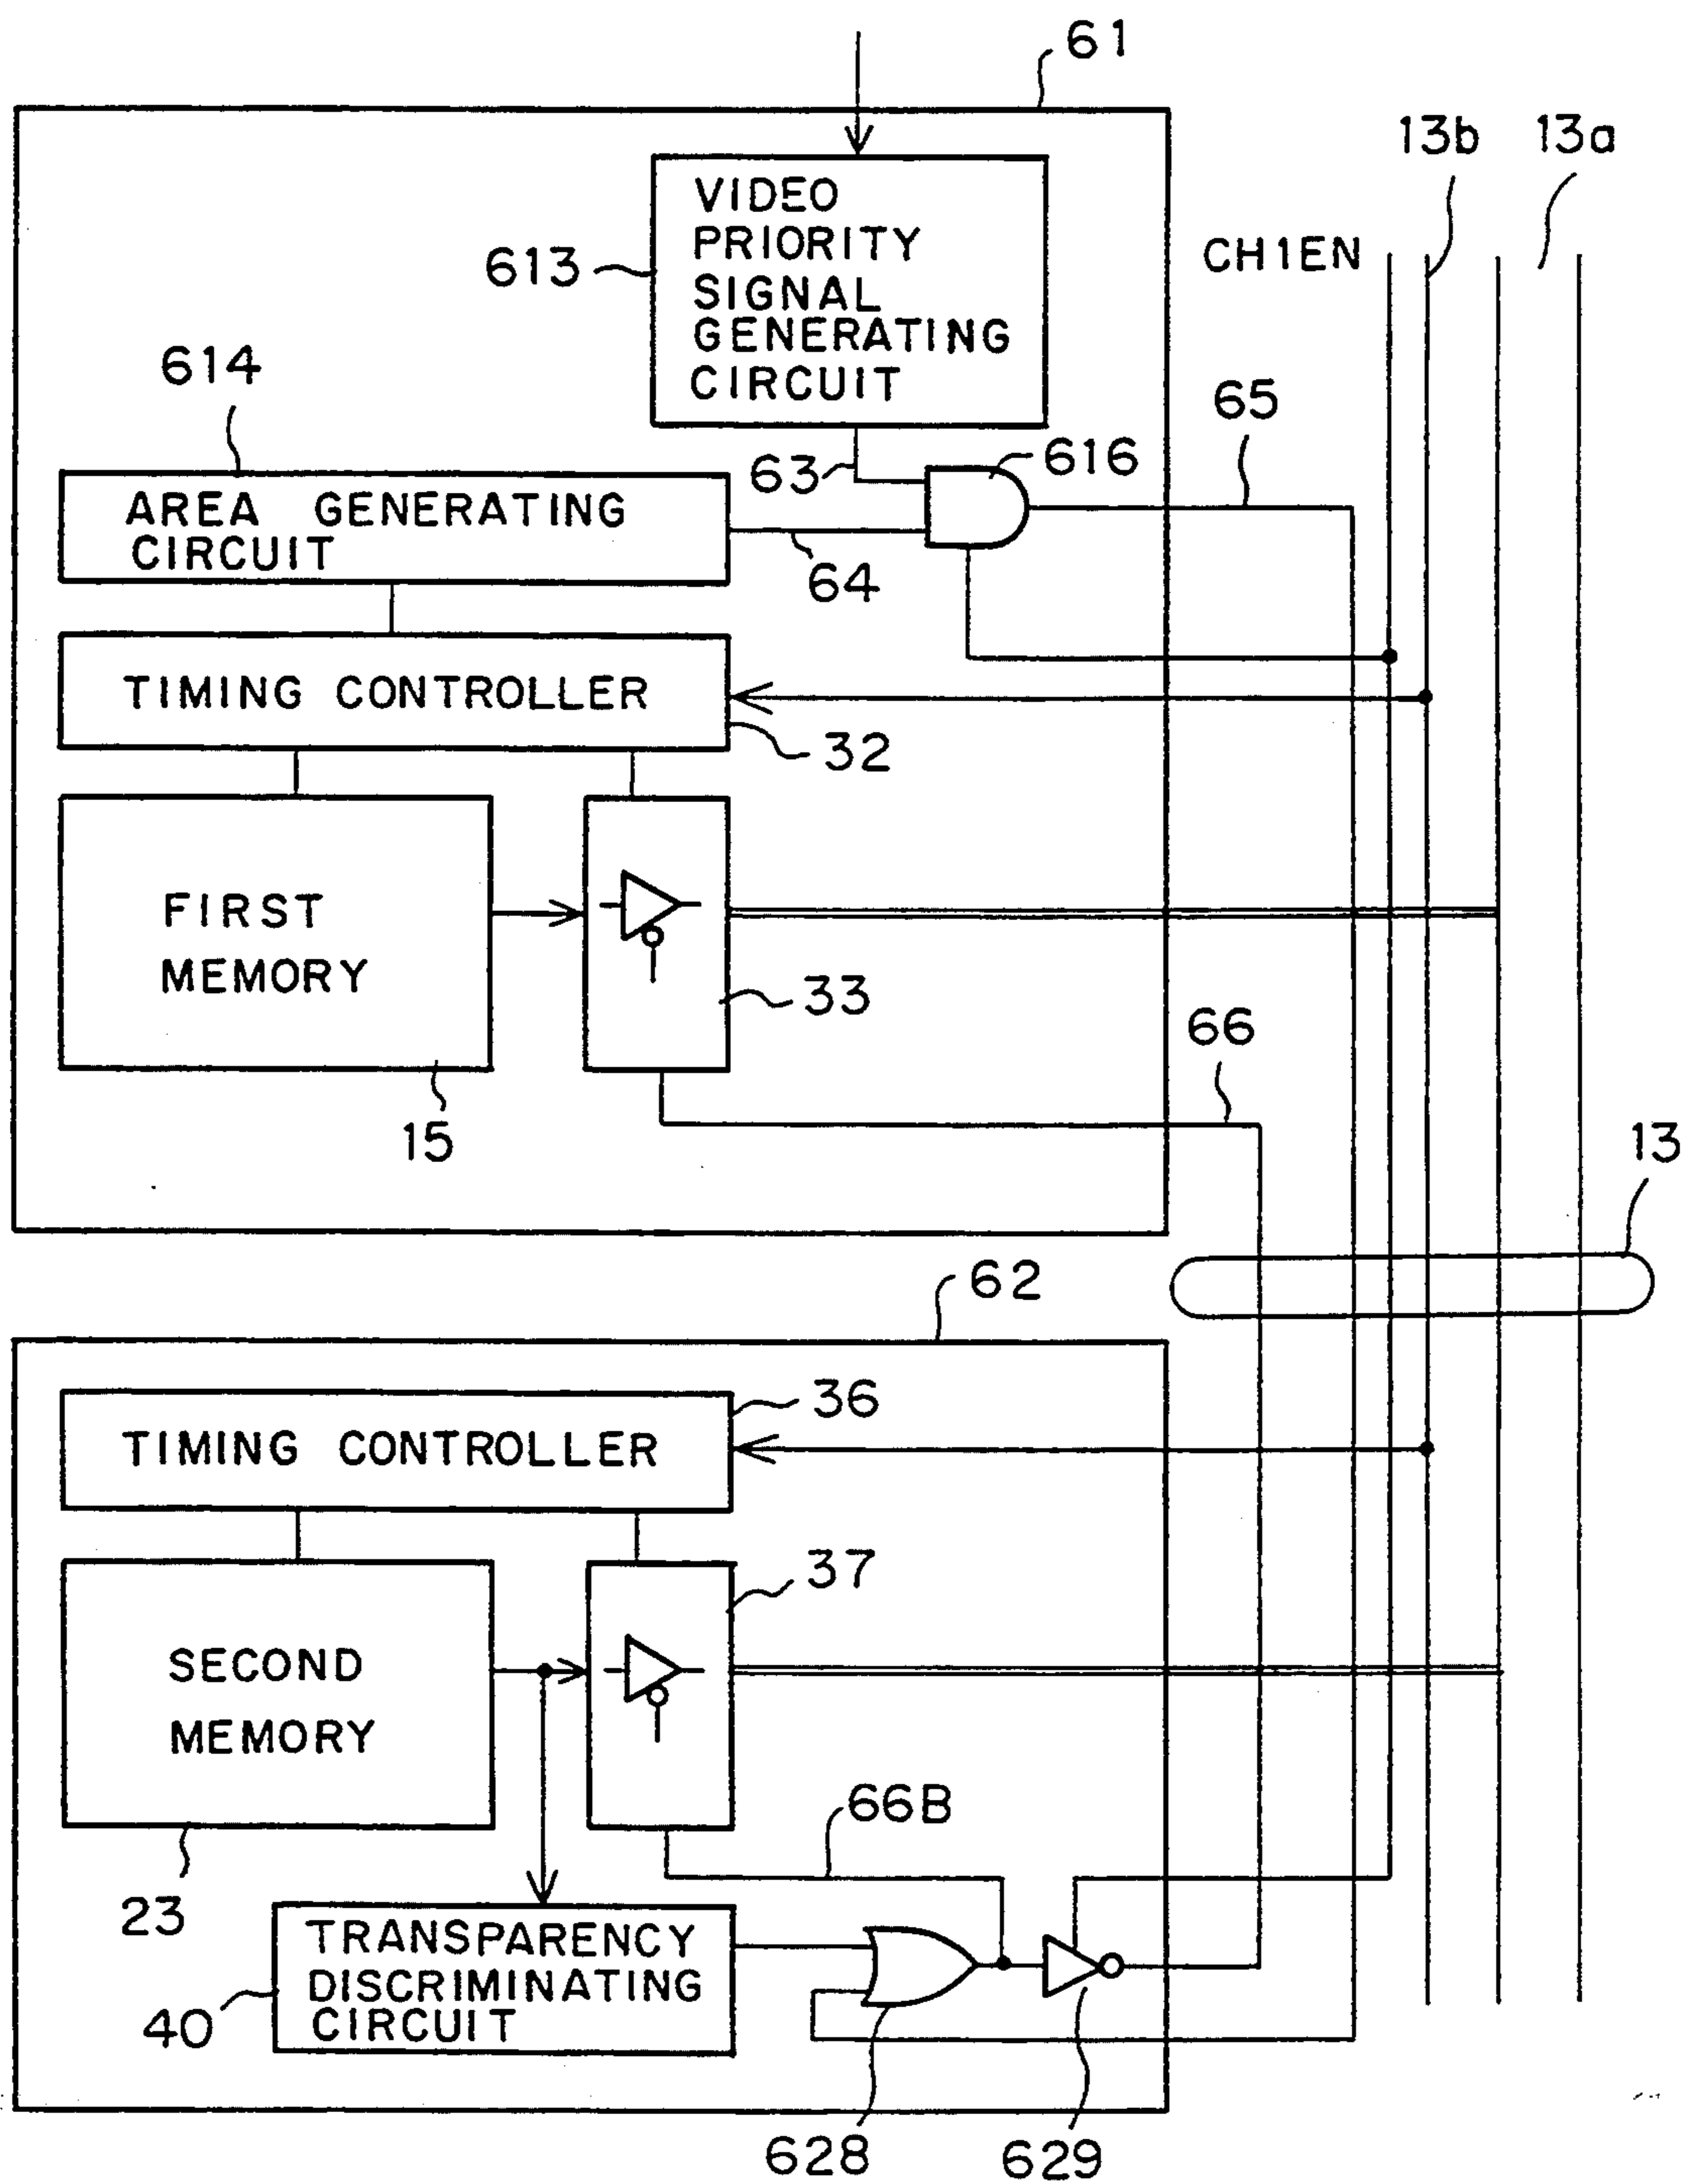 61
13b
13a
VIDEO
PRIORITY
SIGNAL
GENERATING
CIRCUIT
613
CH1EN
614
65
63
616
AREA GENERATING
CIRCUIT
64
TIMING CONTROLLER
32
FIRST
MEMORY
33
66
15
13
62
36
TIMING CONTROLLER
37
SECOND
MEMORY
66B
23
TRANSPARENCY
DISCRIMINATING
CIRCUIT
40
628
629